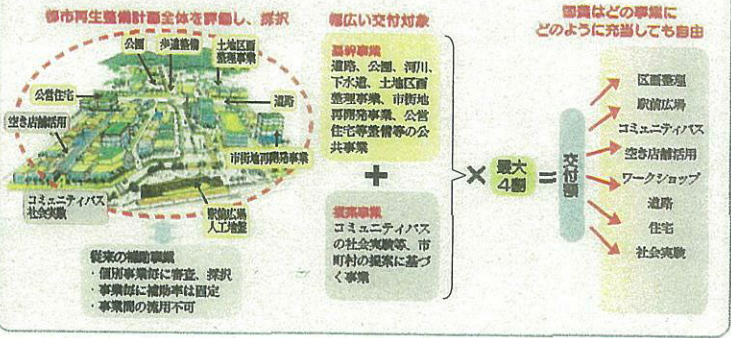 都市再生整備計画全体を評価し、採択
公園
歩道整備
土地区画
整理事業
公営住宅
道路
空き店舗活用
市街地再開発事業
コミュニティバス
社会実験
駅前広場
人工地盤
従来の補助事業
・個別事業毎に審査、採択
・事業毎に補助率は固定
・事業間の流用不可
幅広い交付対象
基幹事業
道路、公園、河川、
下水道、土地区画
整理事業、市街地
再開発事業、公営
住宅等整備等の公
共事業
+
提案事業
コミュニティバス
の社会実験等、市
町村の提案に基づ
く事業
×
最大
4割
=
交付額
国費はどの事業に
どのように充当しても自由
区画整理
駅前広場
コミュニティバス
空き店舗活用
ワークショップ
道路
住宅
社会実験